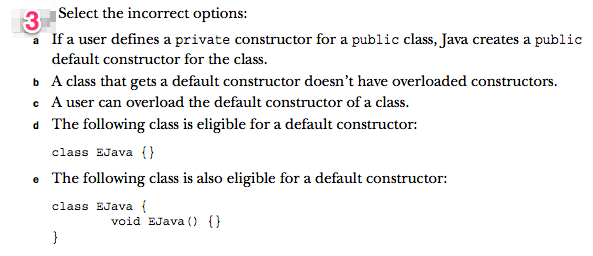 3 Select the incorrect options:
a If a user defines a private constructor for a public class, Java creates a public
default constructor for the class.
b A class that gets a default constructor doesn't have overloaded constructors.
c A user can overload the default constructor of a class.
d The following class is eligible for a default constructor:
class EJava {}
e The following class is also eligible for a default constructor:
class EJava {
void EJava() {}
}